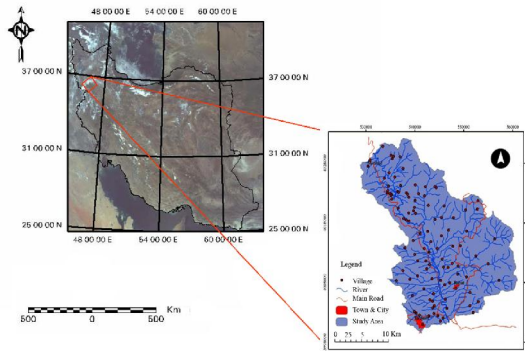 N
48 00 00 E 54 00 00 E 60 00 00 E
37 00 00 N 37 00 00 N
31 00 00 N 31 00 00 N
25 00 00 N 25 00 00 N
48 00 00 E 54 00 00 E 60 00 00 E
500 0 500 Km
Legend
Village
River
Main Road
Town & City
Study Area
0 2.5 5 10 Km